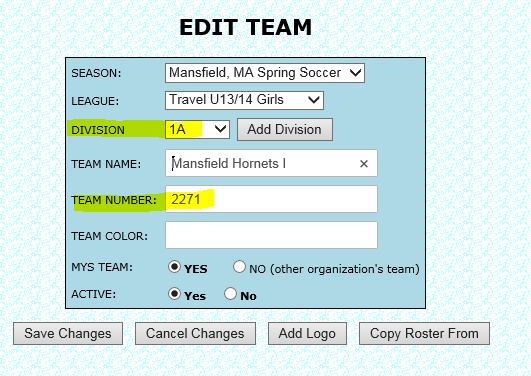 EDIT TEAM
SEASON: Mansfield, MA Spring Soccer
LEAGUE: Travel U13/14 Girls
DIVISION 1A Add Division
TEAM NAME: Mansfield Hornets I ×
TEAM NUMBER: 2271
TEAM COLOR:
MYS TEAM: YES NO (other organization's team)
ACTIVE: Yes No
Save Changes Cancel Changes Add Logo Copy Roster From